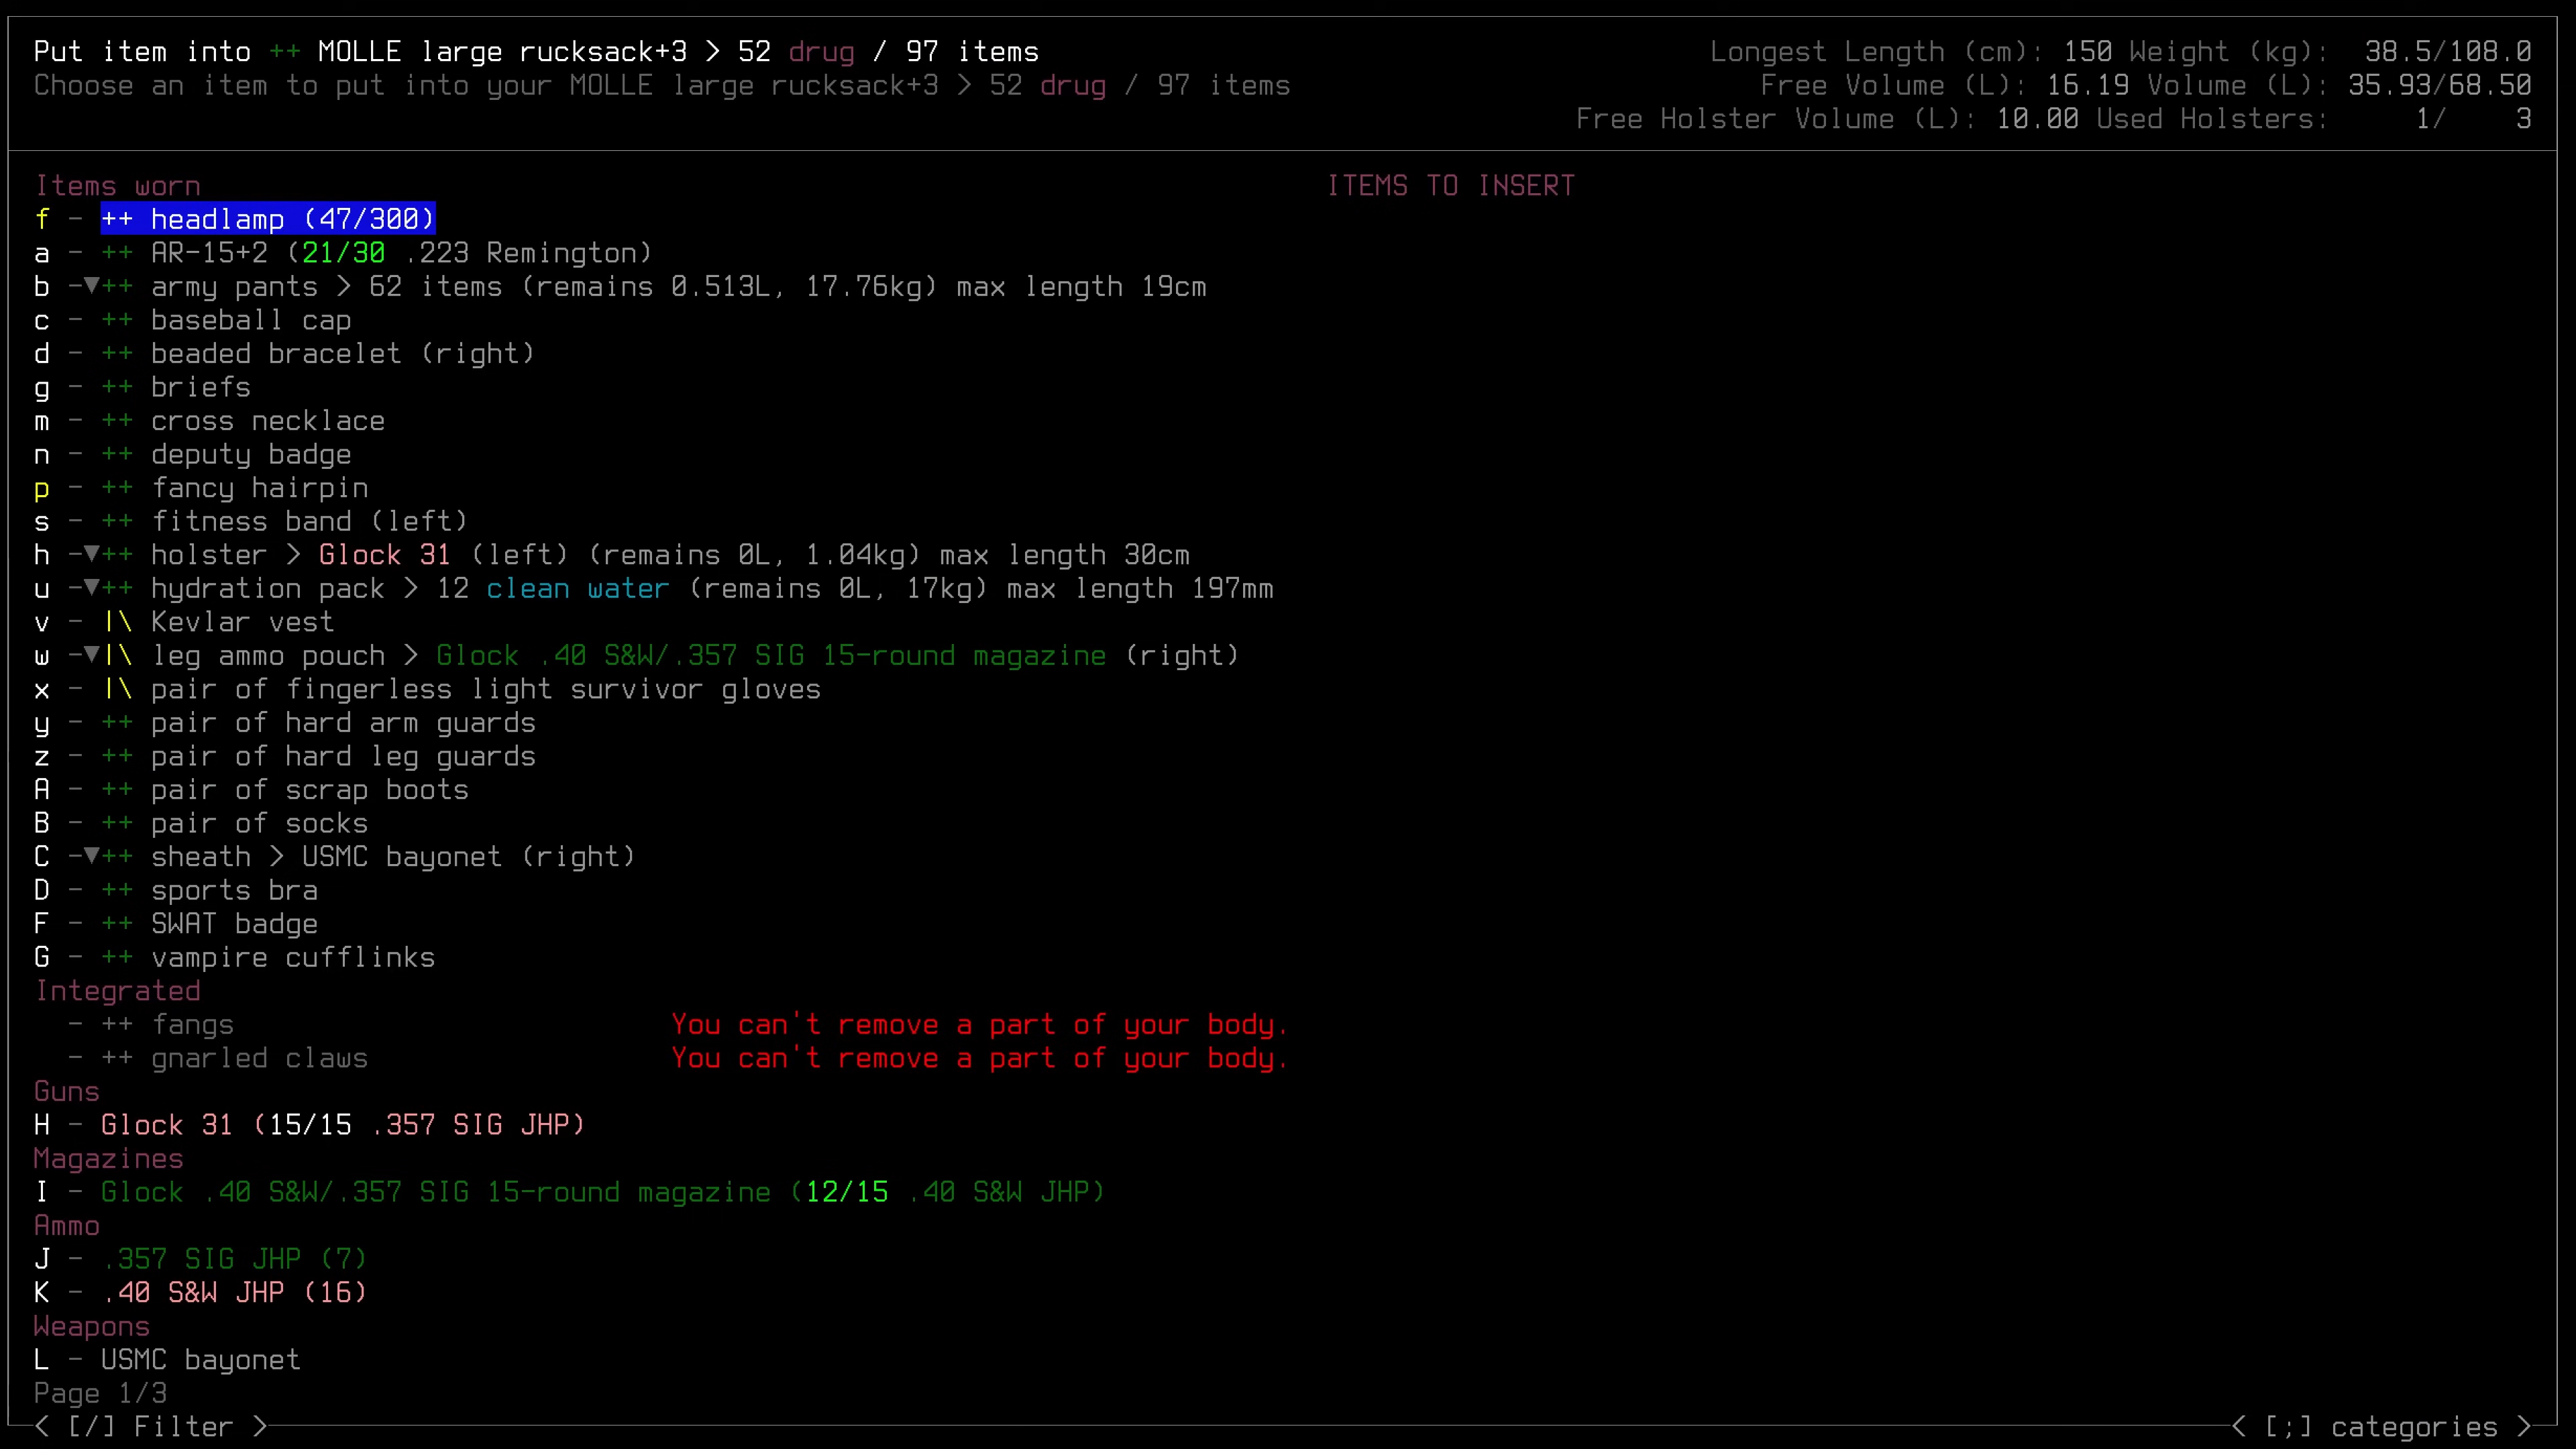 Put item into ++ MOLLE large rucksack+3 > 52 drug / 97 items
Choose an item to put into your MOLLE large rucksack+3 > 52 drug / 97 items
Longest Length (cm): 150 Weight (kg): 38.5/108.0
Free Volume (L): 16.19 Volume (L): 35.93/68.50
Free Holster Volume (L): 10.00 Used Holsters: 1/ 3
Items worn
ITEMS TO INSERT
f - ++ headlamp (47/300)
a - ++ AR-15+2 (21/30 .223 Remington)
b -▼++ army pants > 62 items (remains 0.513L, 17.76kg) max length 19cm
c - ++ baseball cap
d - ++ beaded bracelet (right)
g - ++ briefs
m - ++ cross necklace
n - ++ deputy badge
p - ++ fancy hairpin
s - ++ fitness band (left)
h -▼++ holster > Glock 31 (left) (remains 0L, 1.04kg) max length 30cm
u -▼++ hydration pack > 12 clean water (remains 0L, 17kg) max length 197mm
v - |\ Kevlar vest
w -▼|\ leg ammo pouch > Glock .40 S&W/.357 SIG 15-round magazine (right)
x - |\ pair of fingerless light survivor gloves
y - ++ pair of hard arm guards
z - ++ pair of hard leg guards
A - ++ pair of scrap boots
B - ++ pair of socks
C -▼++ sheath > USMC bayonet (right)
D - ++ sports bra
F - ++ SWAT badge
G - ++ vampire cufflinks
Integrated
- ++ fangs You can't remove a part of your body.
- ++ gnarled claws You can't remove a part of your body.
Guns
H - Glock 31 (15/15 .357 SIG JHP)
Magazines
I - Glock .40 S&W/.357 SIG 15-round magazine (12/15 .40 S&W JHP)
Ammo
J - .357 SIG JHP (7)
K - .40 S&W JHP (16)
Weapons
L - USMC bayonet
Page 1/3
< [/] Filter >
< [;] categories >